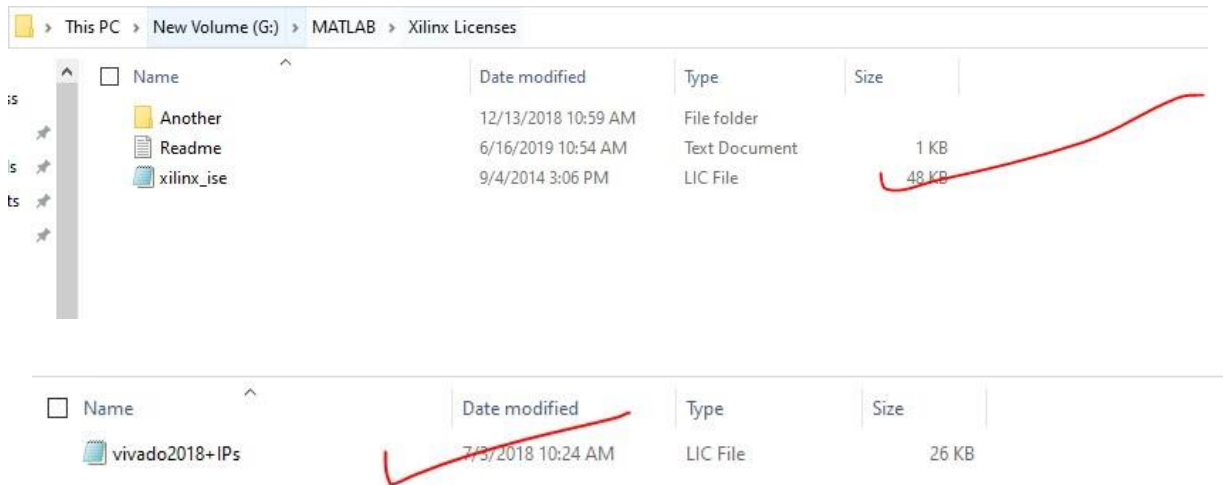 This PC > New Volume (G:) > MATLAB > Xilinx Licenses
Name Date modified Type Size
ss
Another 12/13/2018 10:59 AM File folder
Readme 6/16/2019 10:54 AM Text Document 1 KB
ls
xilinx_ise 9/4/2014 3:06 PM LIC File 48 KB
ts
Name Date modified Type Size
vivado2018+IPs 7/3/2018 10:24 AM LIC File 26 KB